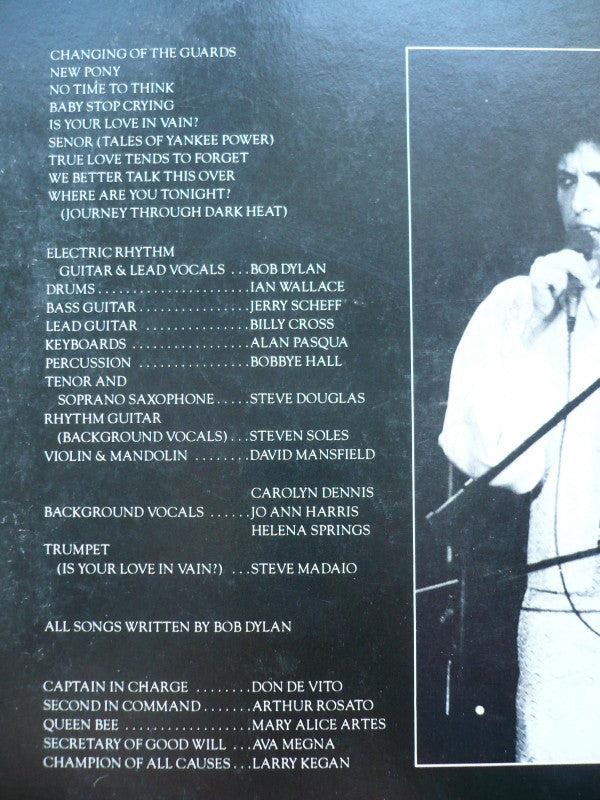 CHANGING OF THE GUARDS
NEW PONY
NO TIME TO THINK
BABY STOP CRYING
IS YOUR LOVE IN VAIN?
SENOR (TALES OF YANKEE POWER)
TRUE LOVE TENDS TO FORGET
WE BETTER TALK THIS OVER
WHERE ARE YOU TONIGHT?
(JOURNEY THROUGH DARK HEAT)
ELECTRIC RHYTHM
GUITAR & LEAD VOCALS ... BOB DYLAN
DRUMS ..................... IAN WALLACE
BASS GUITAR ............... JERRY SCHEFF
LEAD GUITAR .............. BILLY CROSS
KEYBOARDS ................ ALAN PASQUA
PERCUSSION ............... BOBBYE HALL
TENOR AND
SOPRANO SAXOPHONE ..... STEVE DOUGLAS
RHYTHM GUITAR
(BACKGROUND VOCALS) ... STEVEN SOLES
VIOLIN & MANDOLIN ........ DAVID MANSFIELD
CAROLYN DENNIS
BACKGROUND VOCALS ...... JO ANN HARRIS
HELENA SPRINGS
TRUMPET
(IS YOUR LOVE IN VAIN?) ... STEVE MADAIO
ALL SONGS WRITTEN BY BOB DYLAN
CAPTAIN IN CHARGE ........ DON DE VITO
SECOND IN COMMAND ....... ARTHUR ROSATO
QUEEN BEE .................. MARY ALICE ARTES
SECRETARY OF GOOD WILL ... AVA MEGNA
CHAMPION OF ALL CAUSES ... LARRY KEGAN